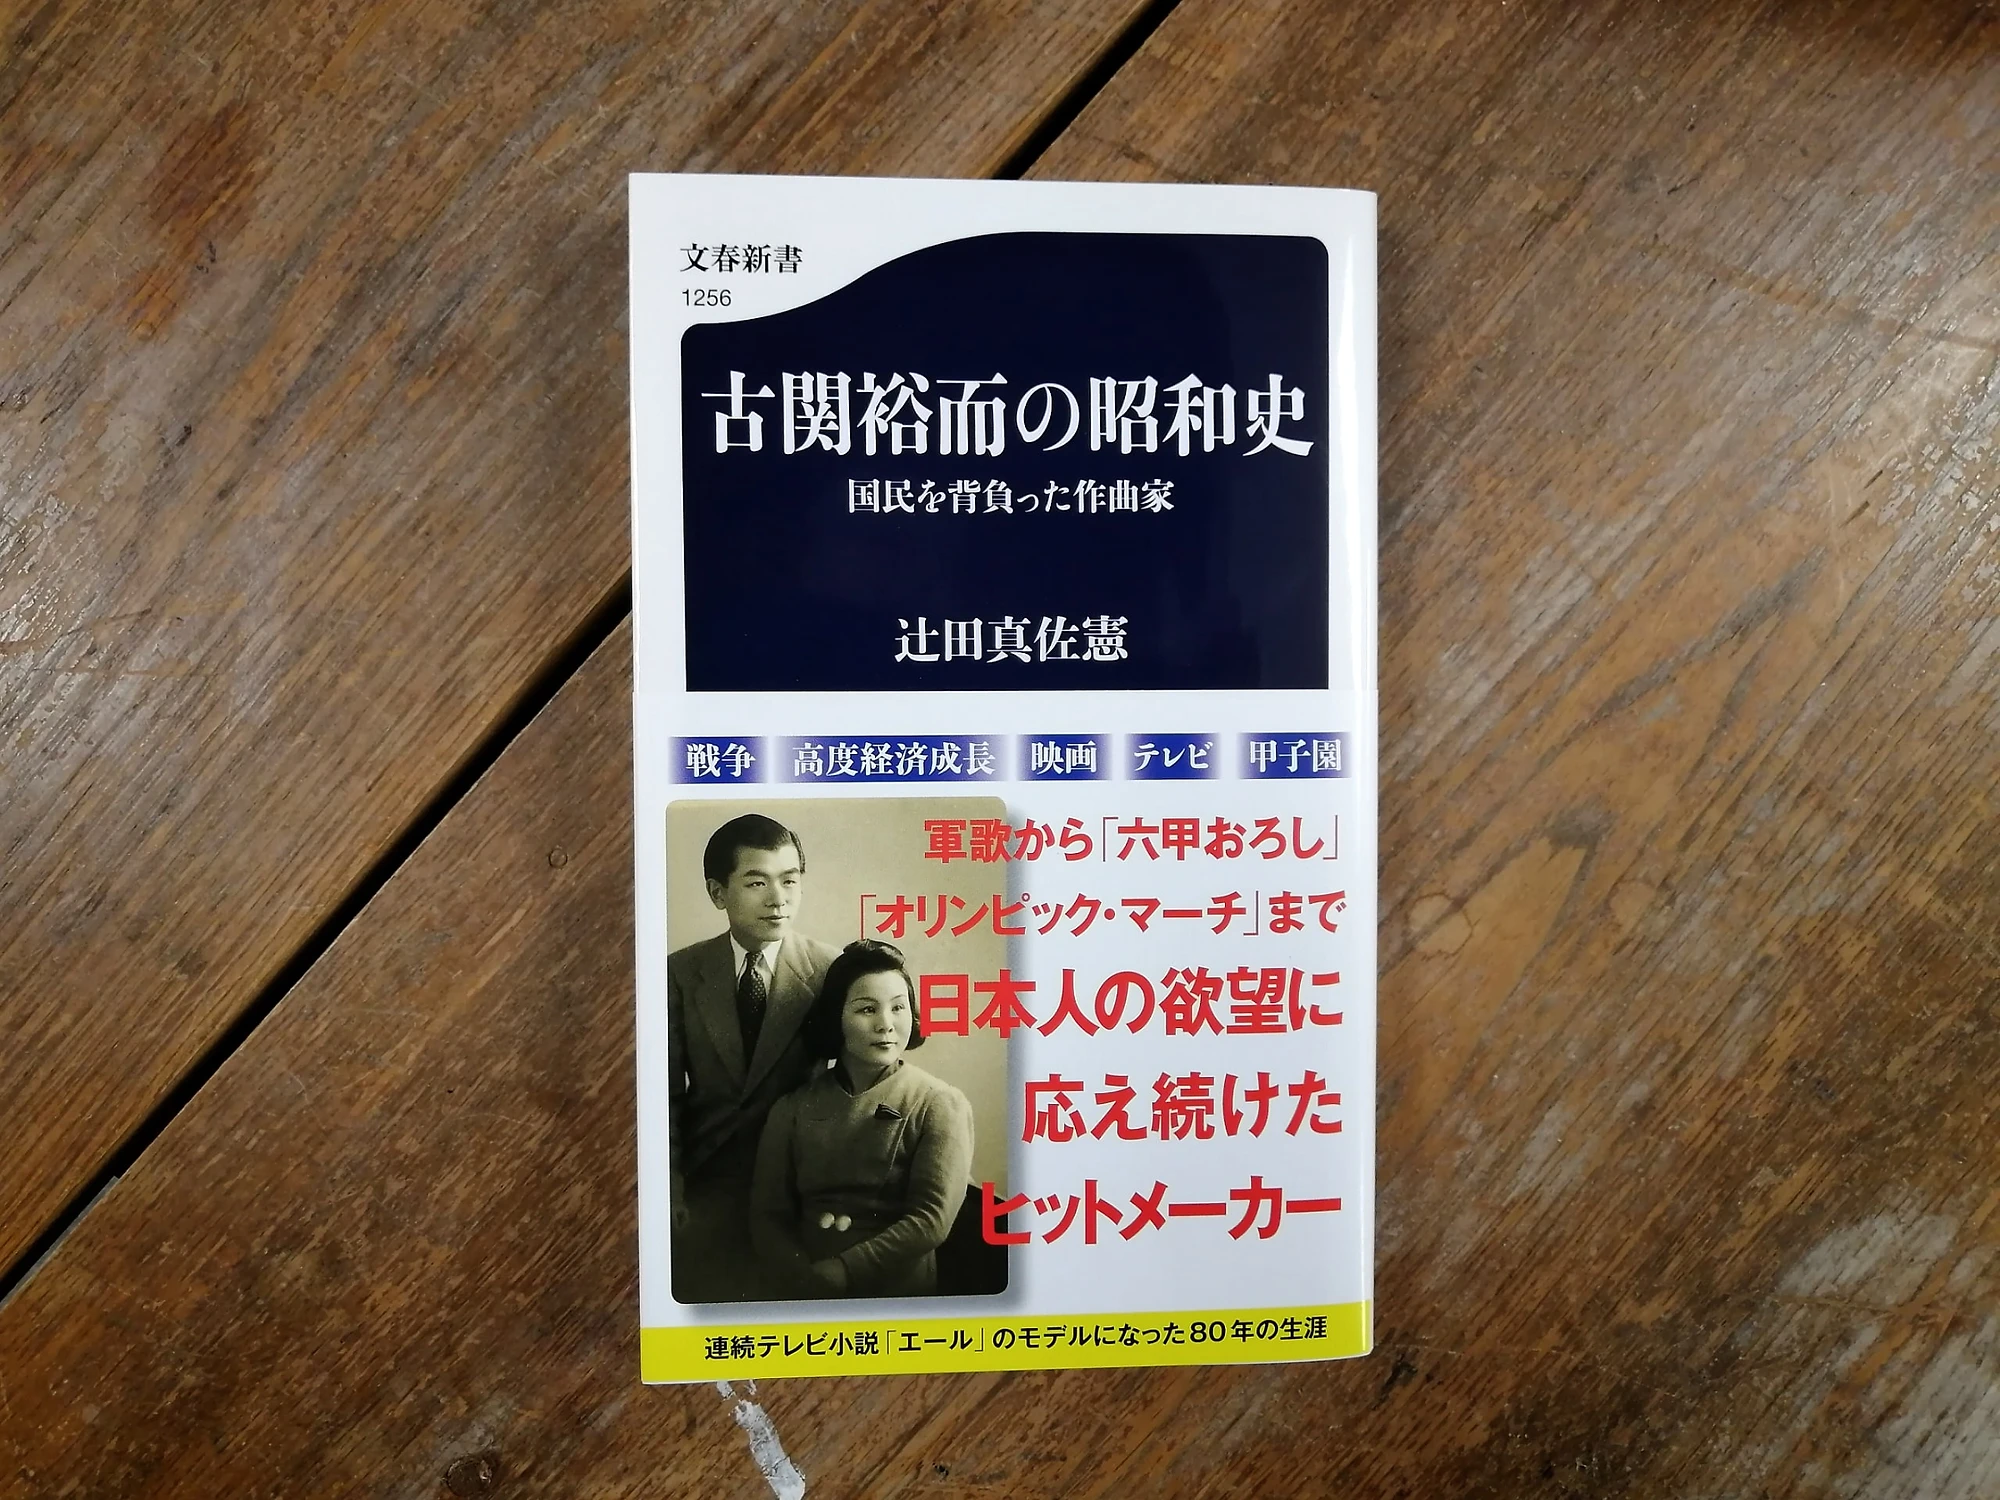 文春新書
1256
古関裕而の昭和史
国民を背負った作曲家
辻田真佐憲
戦争 高度経済成長 映画 テレビ 甲子園
軍歌から「六甲おろし」
「オリンピック・マーチ」まで
日本人の欲望に
応え続けた
ヒットメーカー
連続テレビ小説「エール」のモデルになった80年の生涯